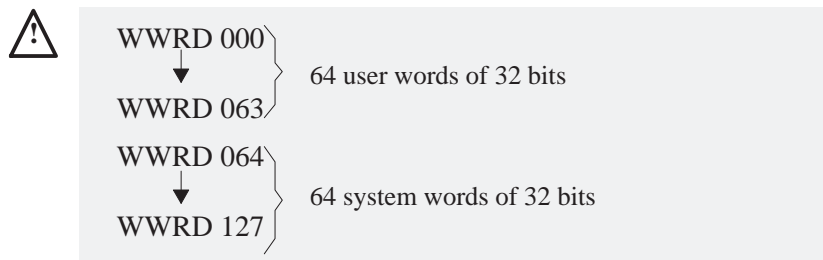 WWRD 000
64 user words of 32 bits
WWRD 063
WWRD 064
64 system words of 32 bits
WWRD 127